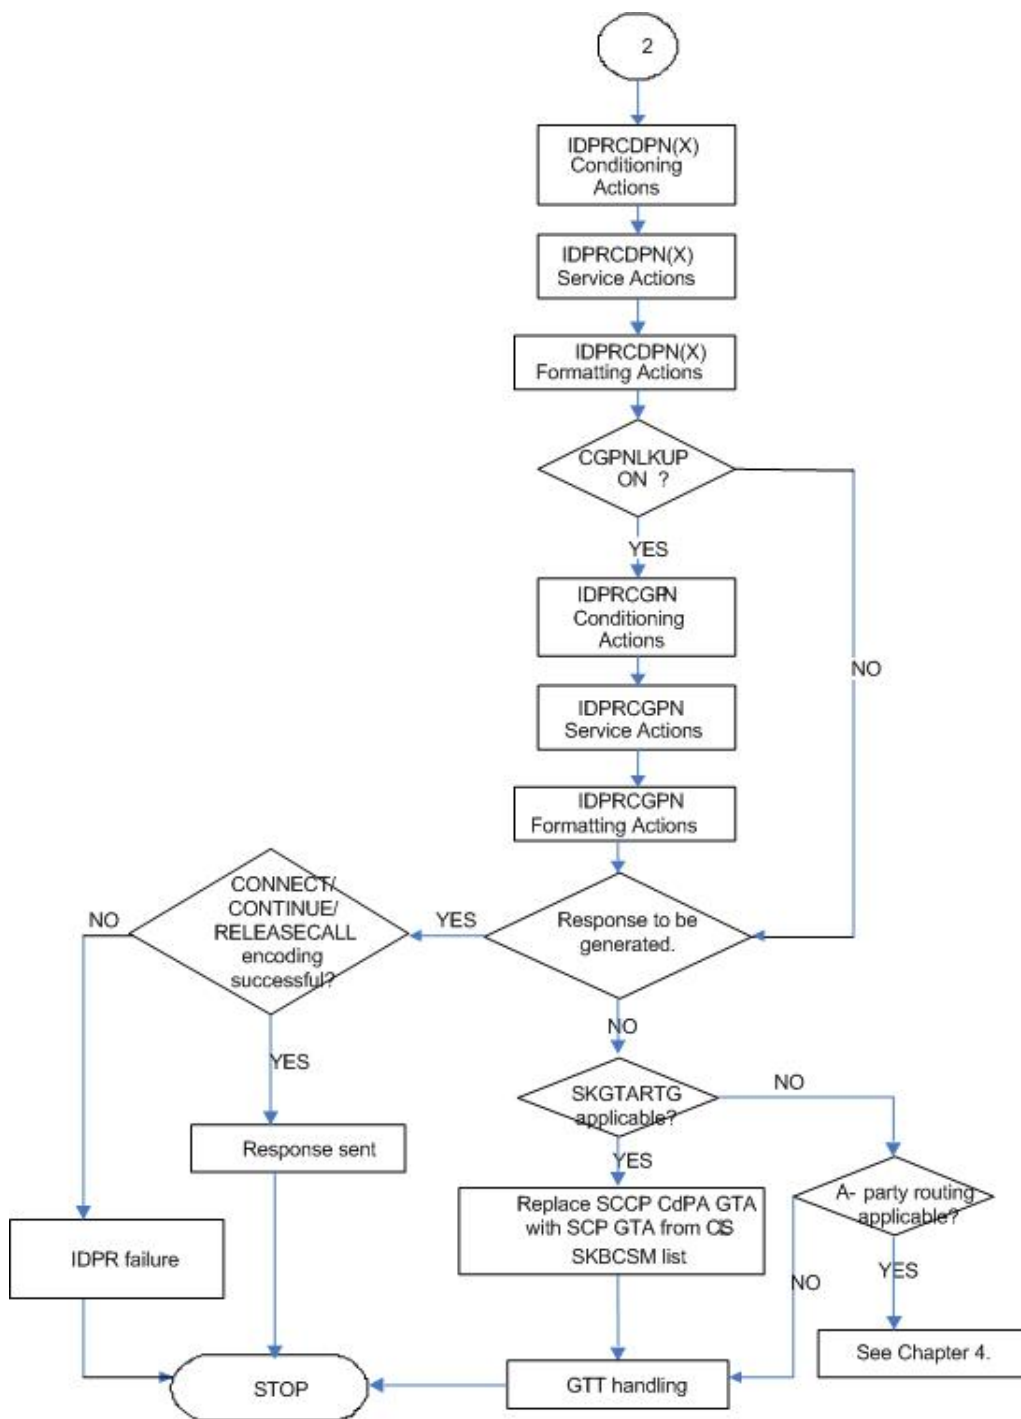 2
IDPRCDPN(X)
Conditioning
Actions
IDPRCDPN(X)
Service Actions
IDPRCDPN(X)
Formatting Actions
CGPNLKUP
ON ?
YES
IDPRCGPN
Conditioning
Actions
NO
IDPRCGPN
Service Actions
IDPRCGPN
Formatting Actions
CONNECT/
CONTINUE/
RELEASECALL
encoding
successful?
NO
YES
Response to be
generated.
NO
YES
SKGTARTG
applicable?
NO
YES
Response sent
A- party routing
applicable?
Replace SCCP CdPA GTA
with SCP GTA from CLS
SKBCSM list
IDPR failure
NO
YES
See Chapter 4.
STOP
GTT handling